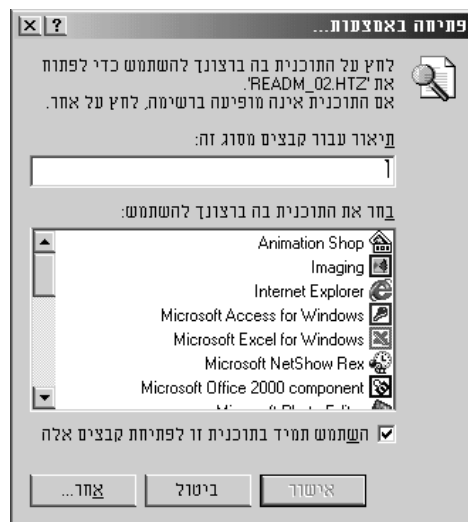 פתיחה באמצעות...
לחץ על התוכנית בה ברצונך להשתמש כדי לפתוח
את 'READM_02.HTZ'.
אם התוכנית אינה מופיעה ברשימה, לחץ על אחר.
תיאור עבור קבצים מסוג זה:
בחר את התוכנית בה ברצונך להשתמש:
Animation Shop
Imaging
Internet Explorer
Microsoft Access for Windows
Microsoft Excel for Windows
Microsoft NetShow Rex
Microsoft Office 2000 component
השתמש תמיד בתוכנית זו לפתיחת קבצים אלה
אישור
ביטול
אחר...